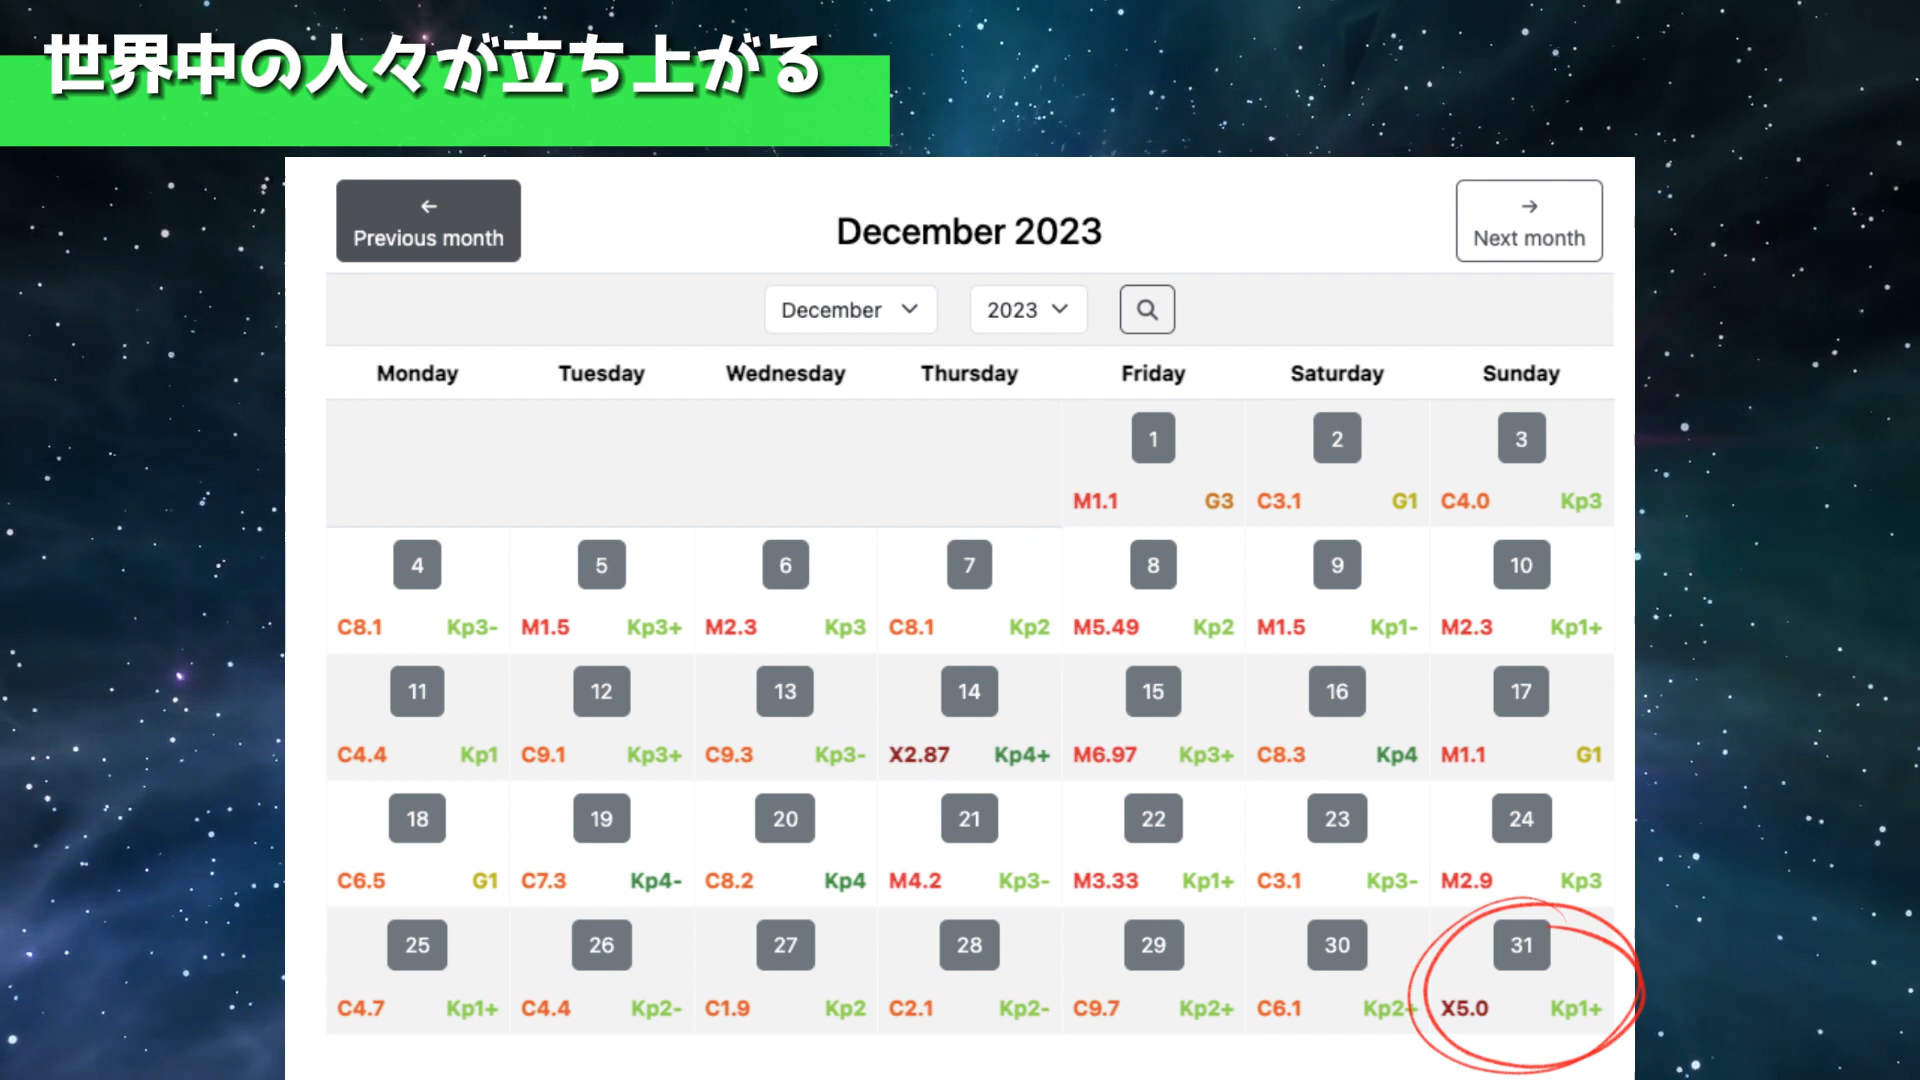 世界中の人々が立ち上がる
← Previous month
December 2023
→ Next month
December 2023
Monday Tuesday Wednesday Thursday Friday Saturday Sunday
1 2 3
M1.1 G3 C3.1 G1 C4.0 Kp3
4 5 6 7 8 9 10
C8.1 Kp3- M1.5 Kp3+ M2.3 Kp3 C8.1 Kp2 M5.49 Kp2 M1.5 Kp1- M2.3 Kp1+
11 12 13 14 15 16 17
C4.4 Kp1 C9.1 Kp3+ C9.3 Kp3- X2.87 Kp4+ M6.97 Kp3+ C8.3 Kp4 M1.1 G1
18 19 20 21 22 23 24
C6.5 G1 C7.3 Kp4- C8.2 Kp4 M4.2 Kp3- M3.33 Kp1+ C3.1 Kp3- M2.9 Kp3
25 26 27 28 29 30 31
C4.7 Kp1+ C4.4 Kp2- C1.9 Kp2 C2.1 Kp2- C9.7 Kp2+ C6.1 Kp2+ X5.0 Kp1+